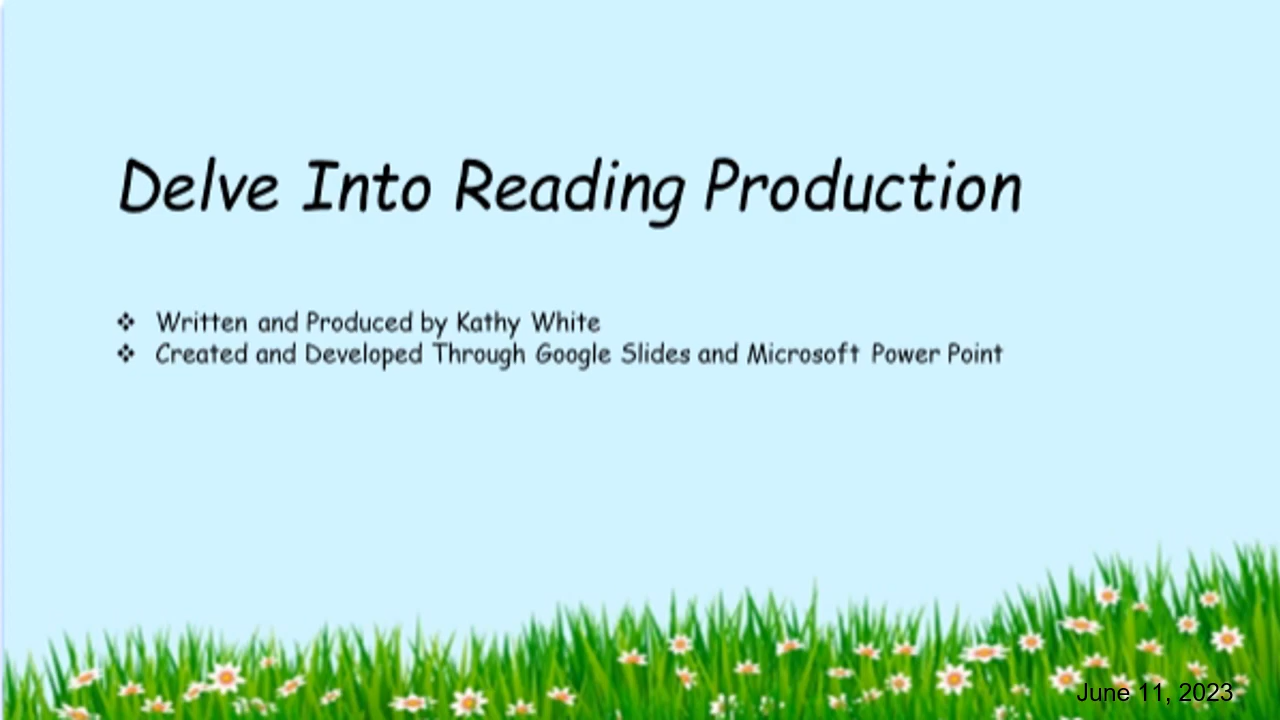 Delve Into Reading Production
❖ Written and Produced by Kathy White
❖ Created and Developed Through Google Slides and Microsoft Power Point
June 11, 2023